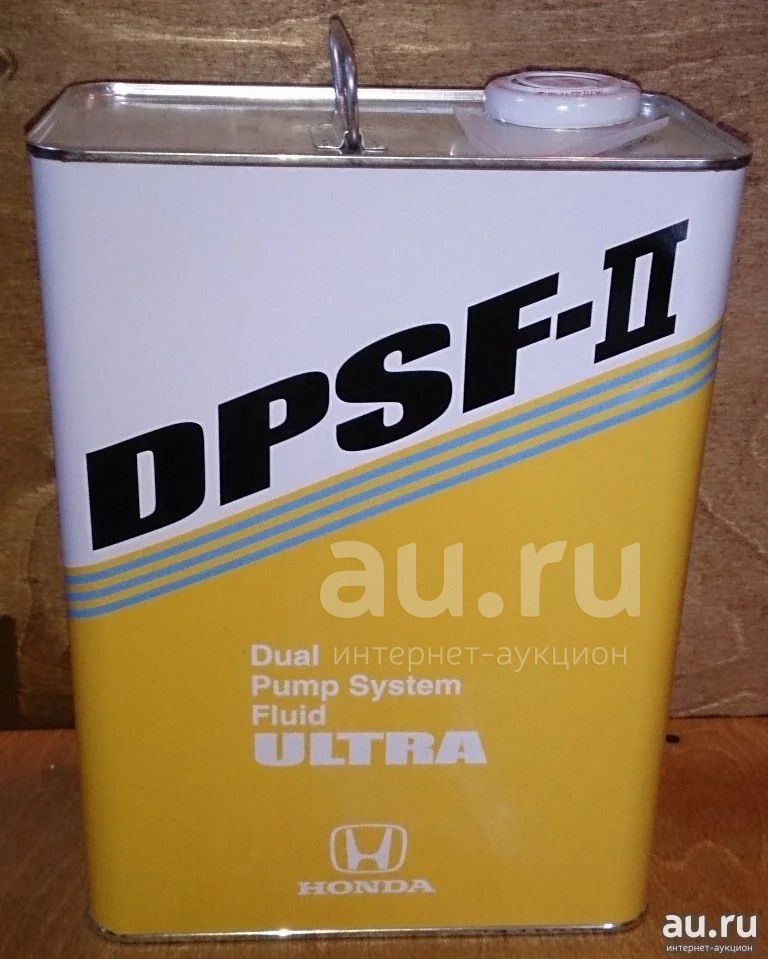 DPSF-II
au.ru
интернет-аукцион
Dual
Pump System
Fluid
ULTRA
HONDA
au.ru
интернет-аукцион